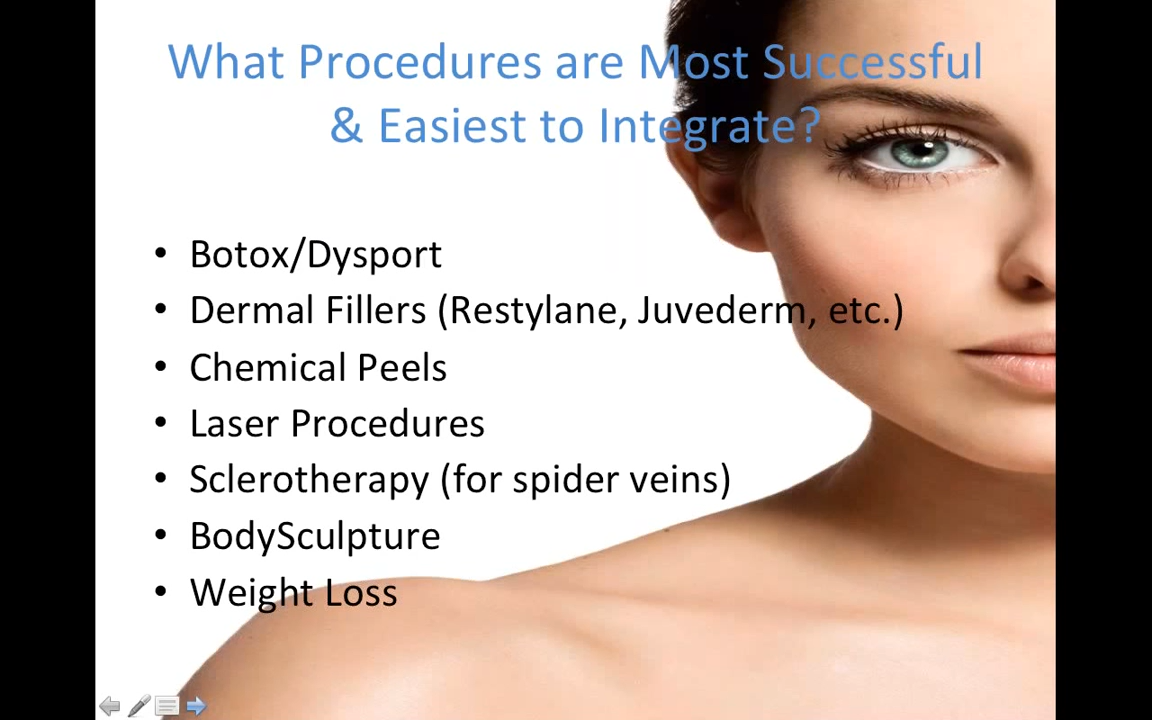 What Procedures are Most Successful
& Easiest to Integrate?
• Botox/Dysport
• Dermal Fillers (Restylane, Juvederm, etc.)
• Chemical Peels
• Laser Procedures
• Sclerotherapy (for spider veins)
• BodySculpture
• Weight Loss